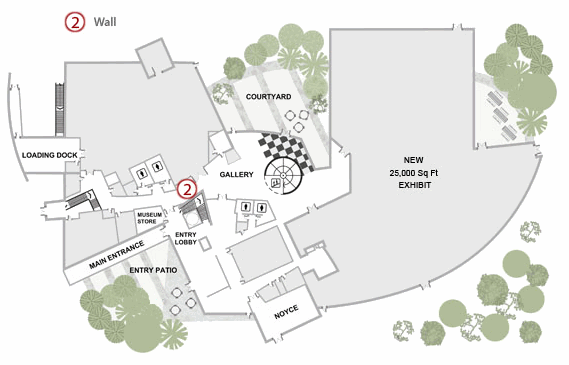 2 Wall
COURTYARD
LOADING DOCK
GALLERY
NEW
25,000 Sq Ft
EXHIBIT
2
MUSEUM
STORE
ENTRY
LOBBY
MAIN ENTRANCE
ENTRY PATIO
NOYCE